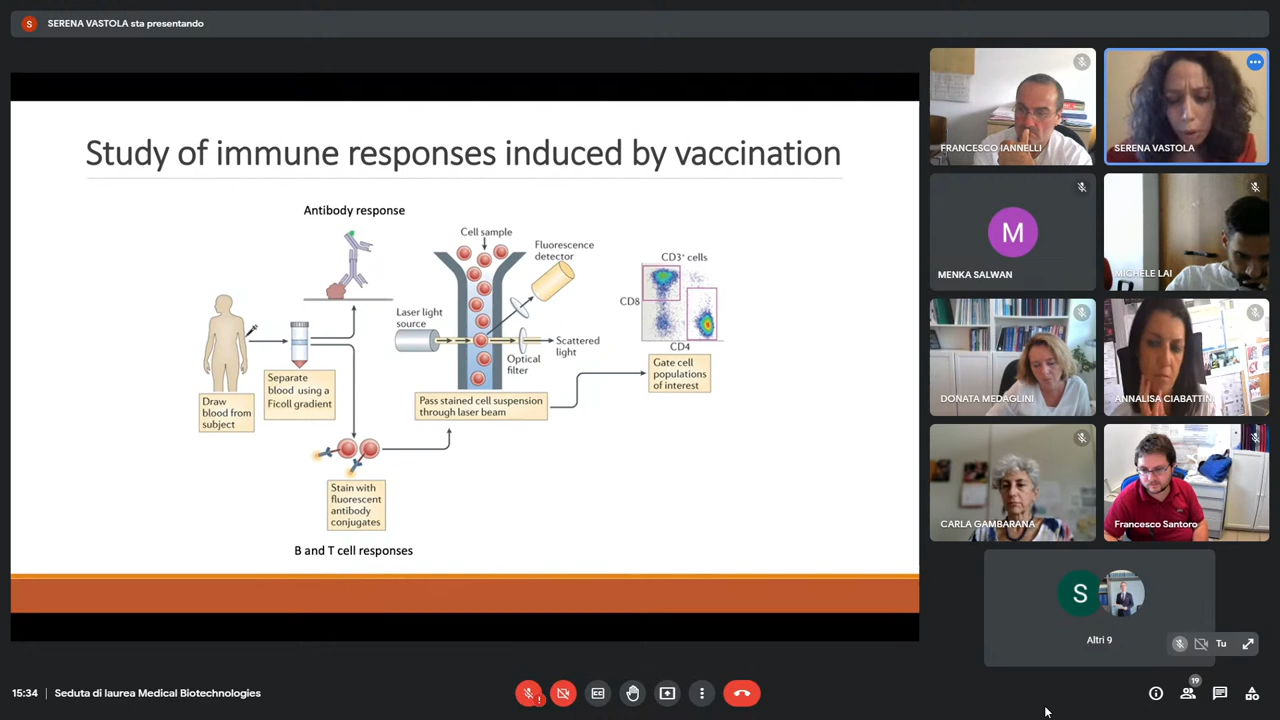 S
SERENA VASTOLA sta presentando
Study of immune responses induced by vaccination
Antibody response
Cell sample
Fluorescence
detector
CD3⁺ cells
CD8
CD4
Laser light
source
Scattered
light
Optical
filter
Draw
blood from
subject
Separate
blood using a
Ficoll gradient
Pass stained cell suspension
through laser beam
Gate cell
populations
of interest
Stain with
fluorescent
antibody
conjugates
B and T cell responses
FRANCESCO IANNELLI
SERENA VASTOLA
M
MENKA SALWAN
MICHELE LAI
DONATA MEDAGLINI
ANNALISA CIABATTINI
CARLA GAMBARANA
Francesco Santoro
S
Altri 9
Tu
15:34
Seduta di laurea Medical Biotechnologies
19